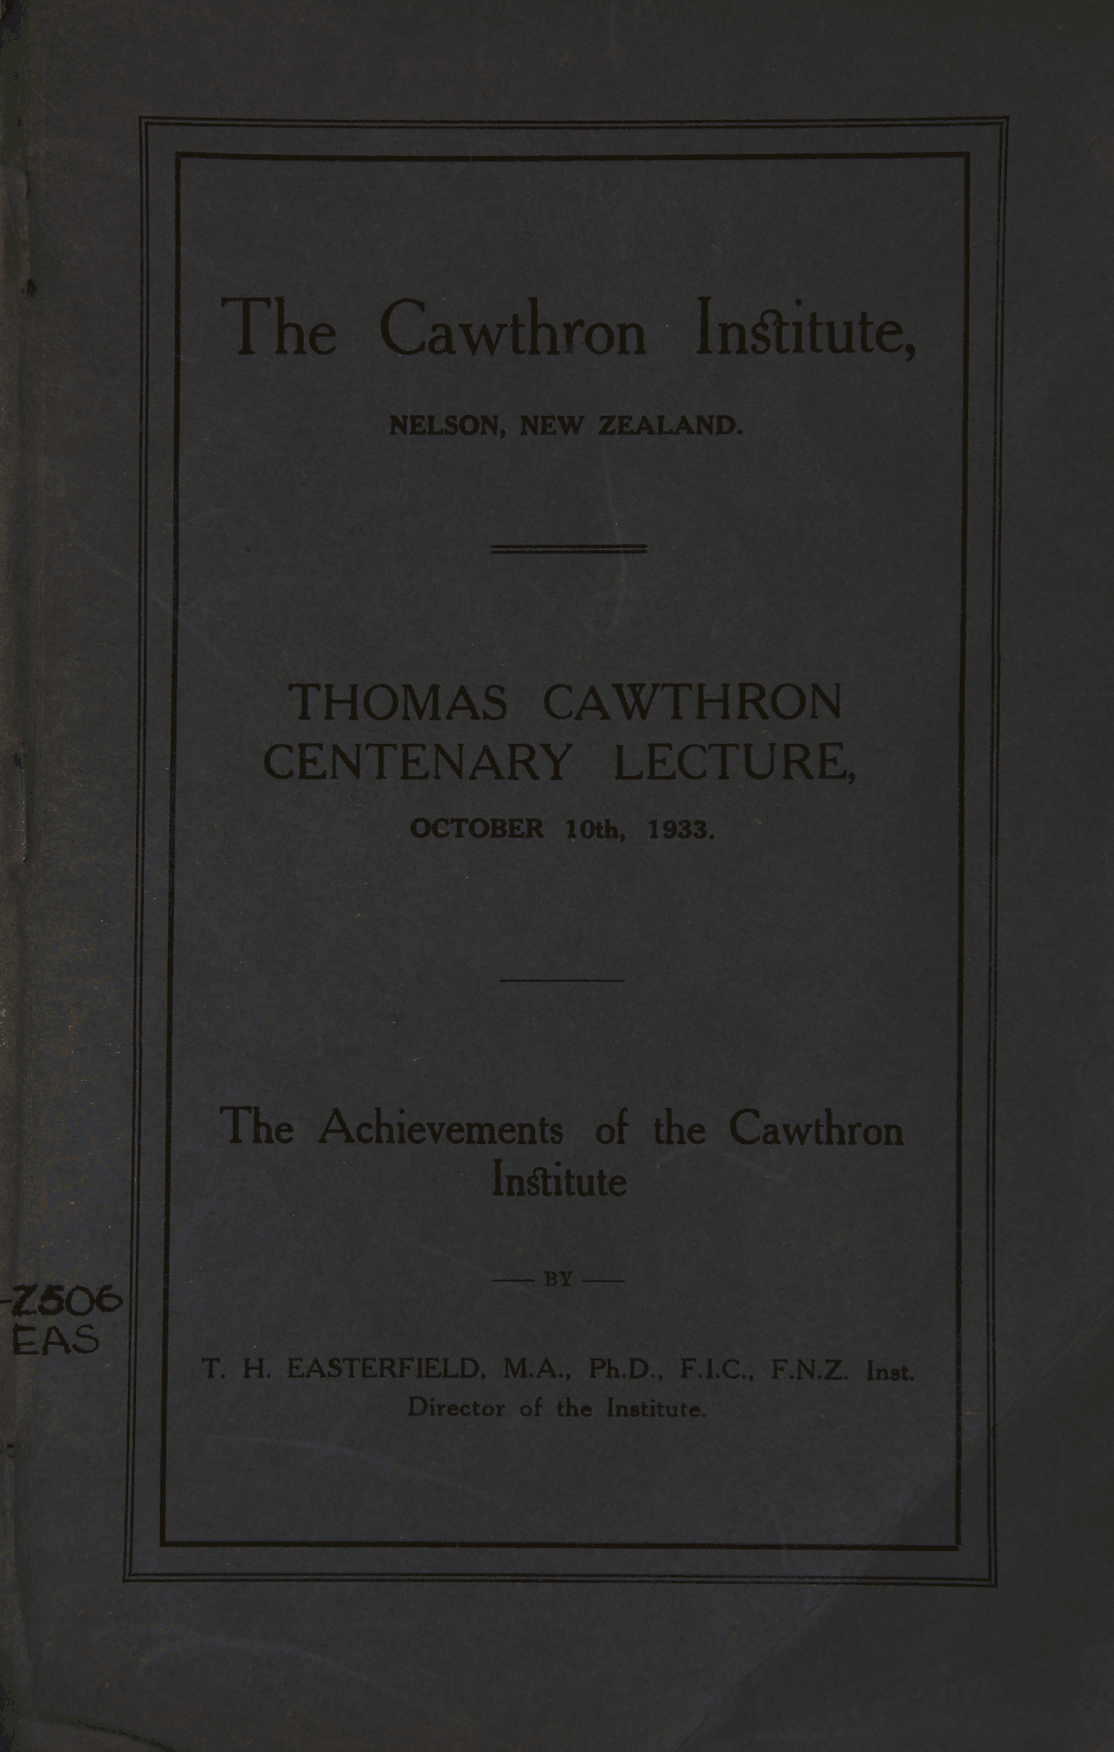 The Cawthron Institute,
NELSON, NEW ZEALAND.
THOMAS CAWTHRON
CENTENARY LECTURE,
OCTOBER 10th, 1933.
The Achievements of the Cawthron
Institute
— BY —
-Z506
EAS
T. H. EASTERFIELD, M.A., Ph.D., F.I.C., F.N.Z. Inst.
Director of the Institute.